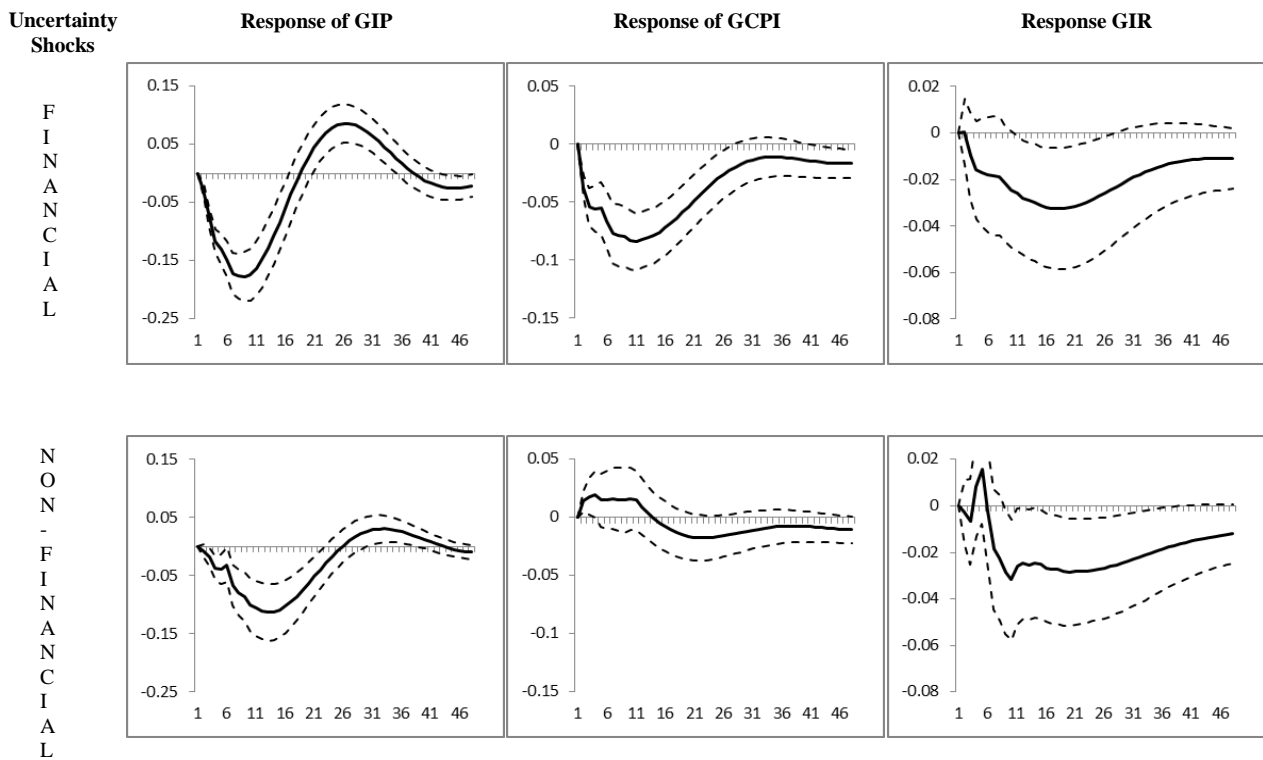 Uncertainty
Shocks
Response of GIP
Response of GCPI
Response GIR
F
I
N
A
N
C
I
A
L
0.15
0.05
-0.05
-0.15
-0.25
1 6 11 16 21 26 31 36 41 46
0.05
0
-0.05
-0.1
-0.15
1 6 11 16 21 26 31 36 41 46
0.02
0
-0.02
-0.04
-0.06
-0.08
1 6 11 16 21 26 31 36 41 46
N
O
N
-
F
I
N
A
N
C
I
A
L
0.15
0.05
-0.05
-0.15
-0.25
1 6 11 16 21 26 31 36 41 46
0.05
0
-0.05
-0.1
-0.15
1 6 11 16 21 26 31 36 41 46
0.02
0
-0.02
-0.04
-0.06
-0.08
1 6 11 16 21 26 31 36 41 46